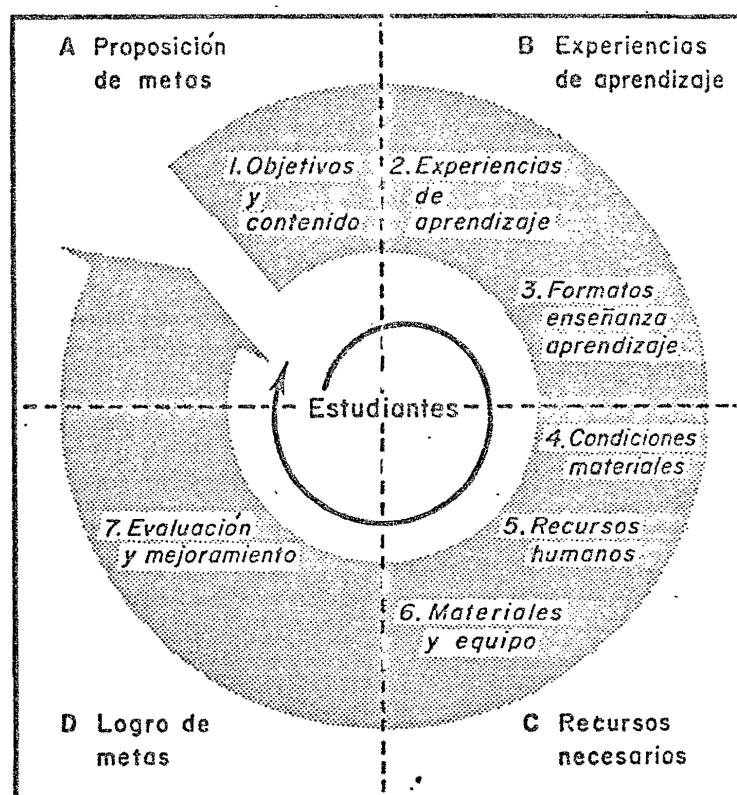 A Proposición
de metas
B Experiencias
de aprendizaje
1. Objetivos
y
contenido
2. Experiencias
de
aprendizaje
3. Formatos
enseñanza
aprendizaje
Estudiantes
4. Condiciones
materiales
5. Recursos
humanos
6. Materiales
y equipo
7. Evaluación
y mejoramiento
D Logro de
metas
C Recursos
necesarios